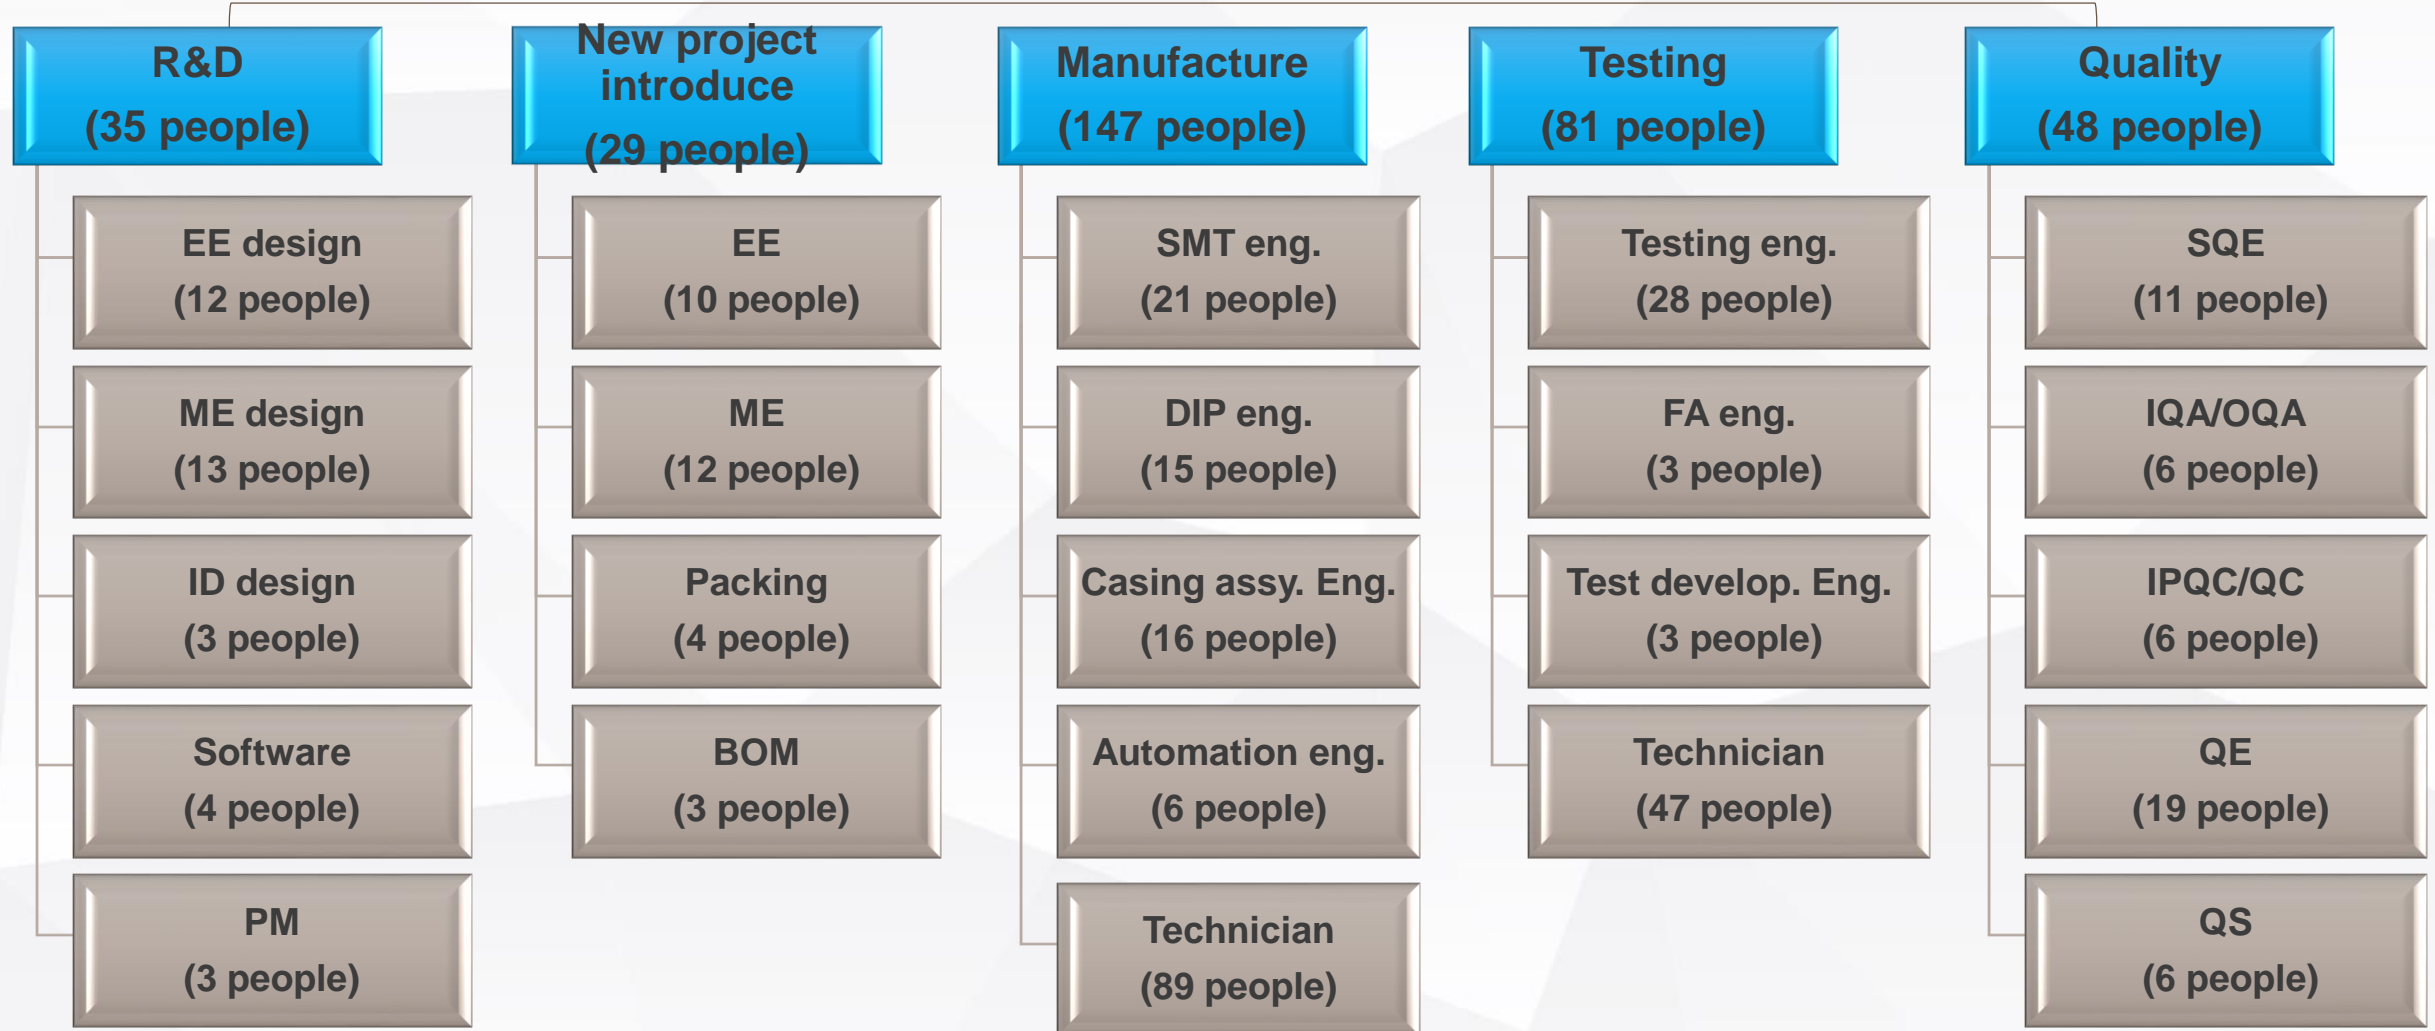 R&D
(35 people)
EE design
(12 people)
ME design
(13 people)
ID design
(3 people)
Software
(4 people)
PM
(3 people)
New project
introduce
(29 people)
EE
(10 people)
ME
(12 people)
Packing
(4 people)
BOM
(3 people)
Manufacture
(147 people)
SMT eng.
(21 people)
DIP eng.
(15 people)
Casing assy. Eng.
(16 people)
Automation eng.
(6 people)
Technician
(89 people)
Testing
(81 people)
Testing eng.
(28 people)
FA eng.
(3 people)
Test develop. Eng.
(3 people)
Technician
(47 people)
Quality
(48 people)
SQE
(11 people)
IQA/OQA
(6 people)
IPQC/QC
(6 people)
QE
(19 people)
QS
(6 people)